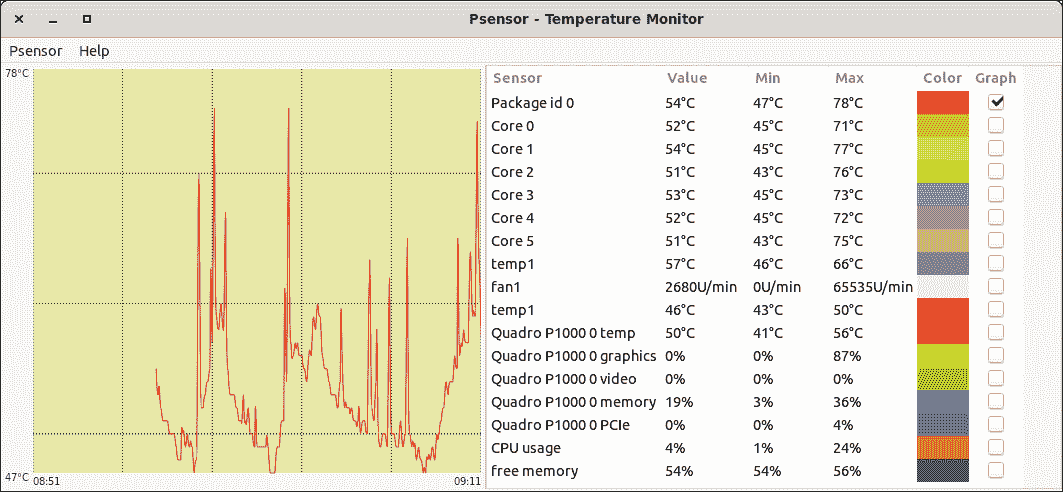 Psensor - Temperature Monitor
Psensor Help
78°C
47°C
08:51 09:11
Sensor Value Min Max Color Graph
Package id 0 54°C 47°C 78°C
Core 0 52°C 45°C 71°C
Core 1 54°C 45°C 77°C
Core 2 51°C 43°C 76°C
Core 3 53°C 45°C 73°C
Core 4 52°C 45°C 72°C
Core 5 51°C 43°C 75°C
temp1 57°C 46°C 66°C
fan1 2680U/min 0U/min 65535U/min
temp1 46°C 43°C 50°C
Quadro P1000 0 temp 50°C 41°C 56°C
Quadro P1000 0 graphics 0% 0% 87%
Quadro P1000 0 video 0% 0% 0%
Quadro P1000 0 memory 19% 3% 36%
Quadro P1000 0 PCIe 0% 0% 4%
CPU usage 4% 1% 24%
free memory 54% 54% 56%